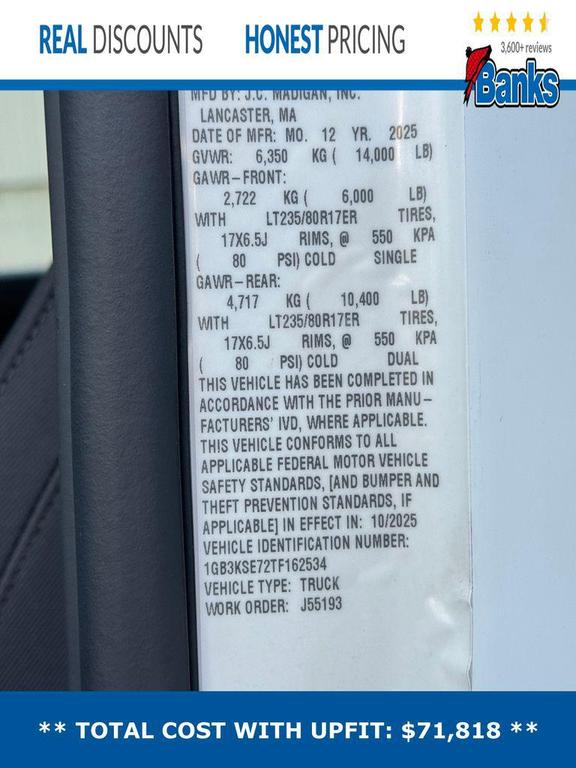 REAL DISCOUNTS HONEST PRICING
3,600+ reviews
Banks
MFD BY: J.C. MADIGAN, INC.
LANCASTER, MA
DATE OF MFR: MO. 12 YR. 2025
GVWR: 6,350 KG ( 14,000 LB)
GAWR-FRONT:
2,722 KG ( 6,000 LB)
WITH LT235/80R17ER TIRES,
17X6.5J RIMS, @ 550 KPA
( 80 PSI) COLD SINGLE
GAWR-REAR:
4,717 KG ( 10,400 LB)
WITH LT235/80R17ER TIRES,
17X6.5J RIMS, @ 550 KPA
( 80 PSI) COLD DUAL
THIS VEHICLE HAS BEEN COMPLETED IN
ACCORDANCE WITH THE PRIOR MANU-
FACTURERS' IVD, WHERE APPLICABLE.
THIS VEHICLE CONFORMS TO ALL
APPLICABLE FEDERAL MOTOR VEHICLE
SAFETY STANDARDS, [AND BUMPER AND
THEFT PREVENTION STANDARDS, IF
APPLICABLE] IN EFFECT IN: 10/2025
VEHICLE IDENTIFICATION NUMBER:
1GB3KSE72TF162534
VEHICLE TYPE: TRUCK
WORK ORDER: J55193
** TOTAL COST WITH UPFIT: $71,818 **